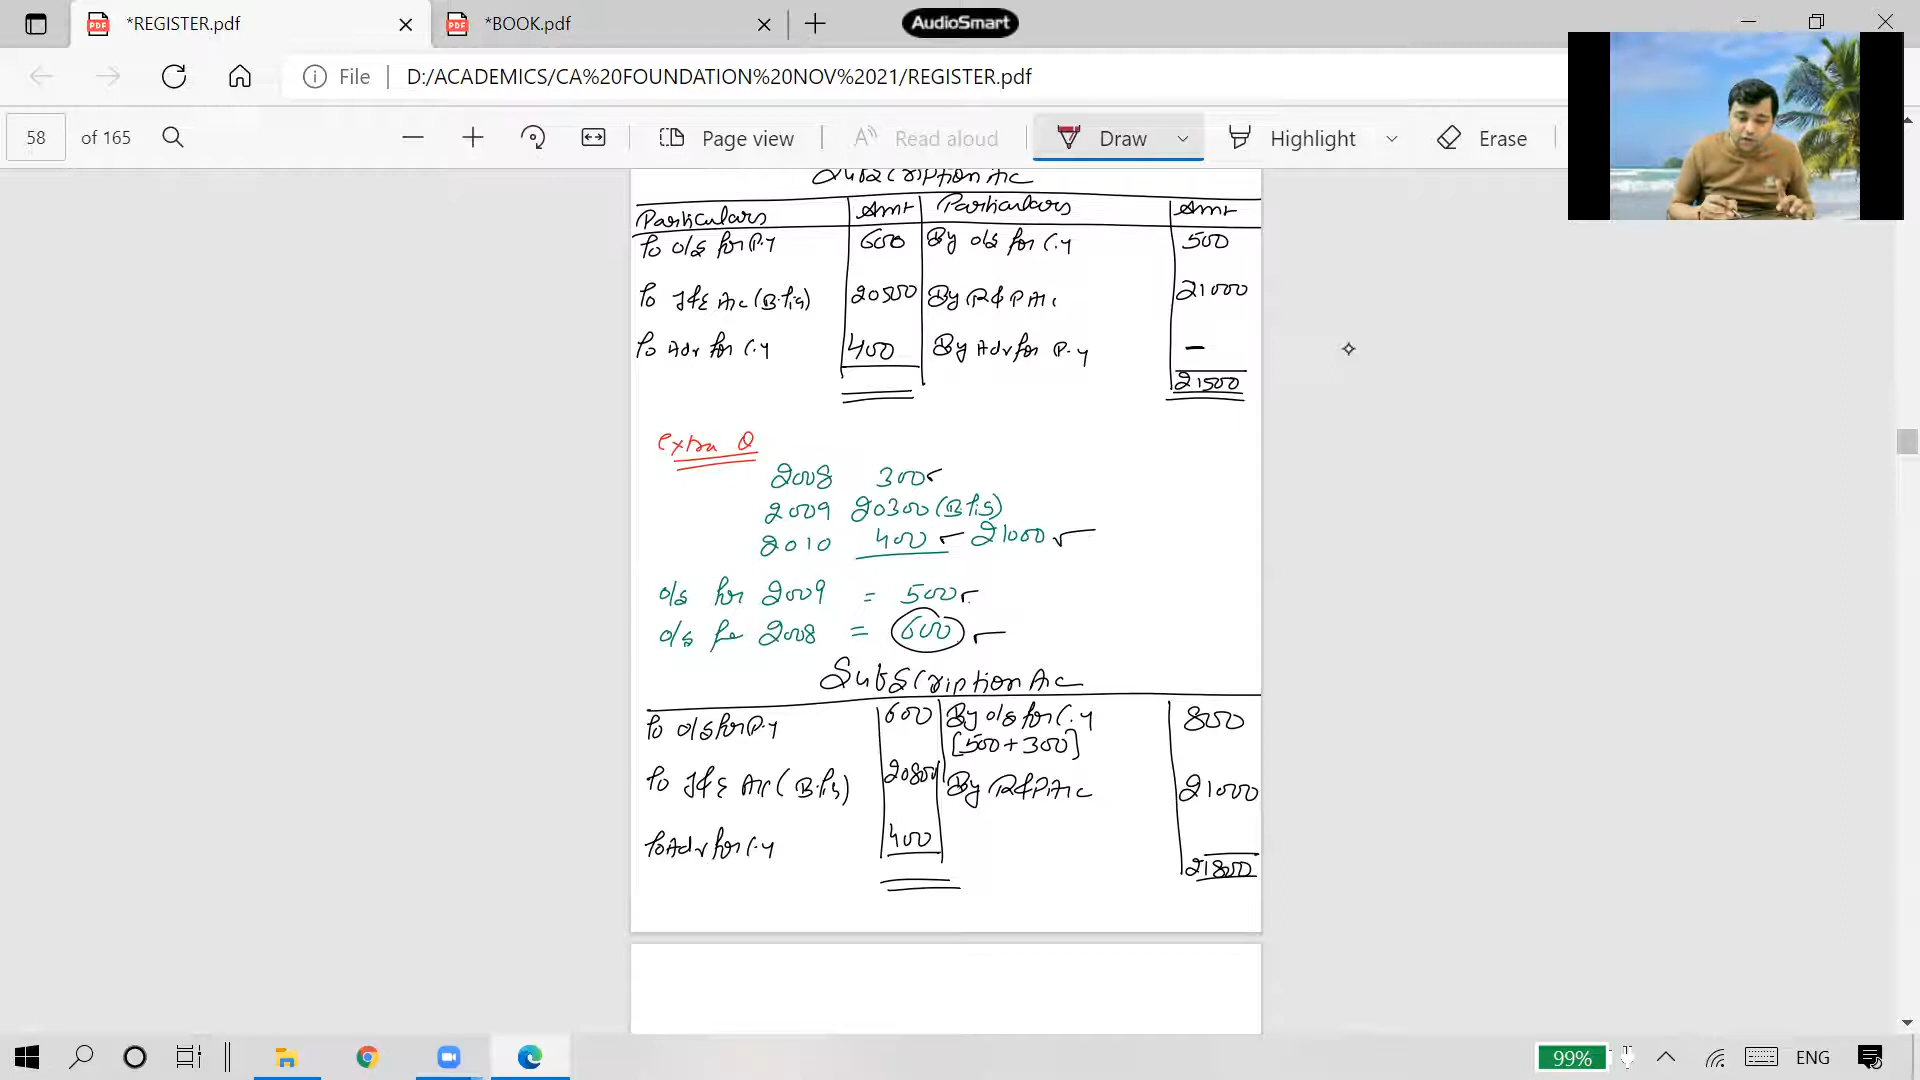 *REGISTER.pdf
*BOOK.pdf
AudioSmart
File
D:/ACADEMICS/CA%20FOUNDATION%20NOV%2021/REGISTER.pdf
58 of 165
Page view
Read aloud
Draw
Highlight
Erase
Subscription A/c
Particulars Amt Particulars Amt
To o/s for P.Y 600 By o/s for C.Y 500
To I&E A/c (B.fig) 20500 By R&P A/c 21000
To Adv for C.Y 400 By Adv for P.Y –
21500
Extra Q
2008 300
2009 20300 (B.fig)
2010 400 21000
o/s for 2009 = 500
o/s for 2008 = 600
Subscription A/c
To o/s for P.Y 600 By o/s for C.Y 800
[500+300]
To I&E A/c (B.fig) 20800 By R&P A/c 21000
To Adv for C.Y 400
21800
99%
ENG